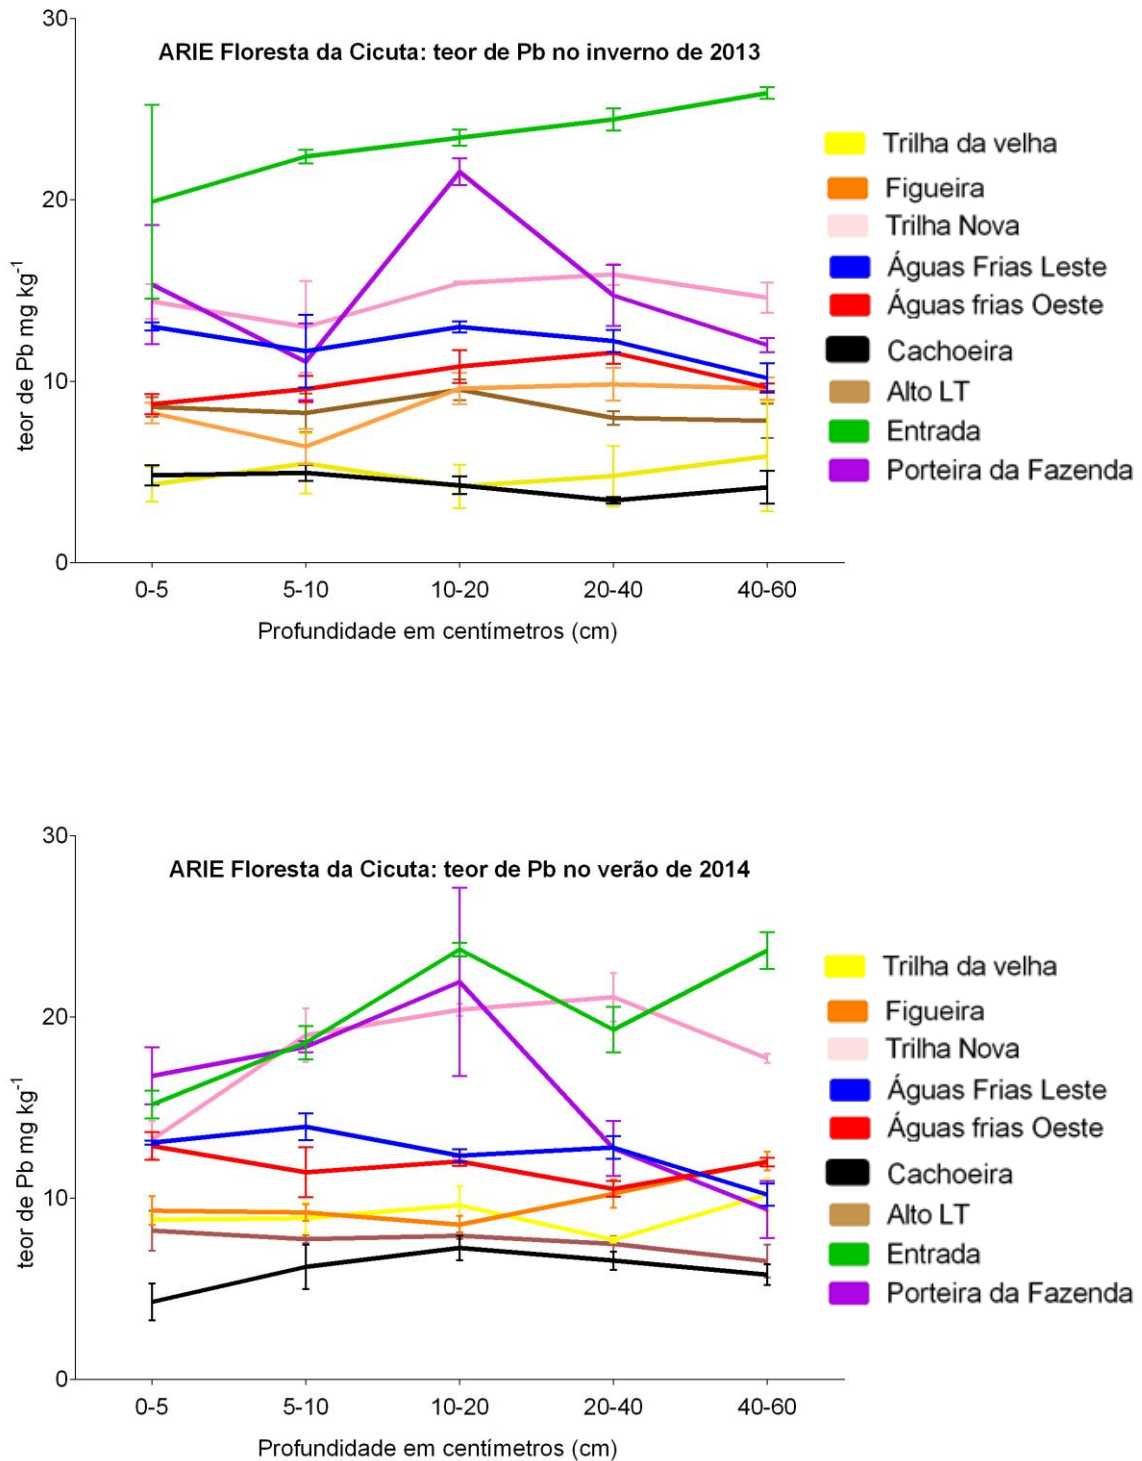 30
ARIE Floresta da Cicuta: teor de Pb no inverno de 2013
20
10
0
teor de Pb mg kg⁻¹
0-5 5-10 10-20 20-40 40-60
Profundidade em centímetros (cm)
Trilha da velha
Figueira
Trilha Nova
Águas Frias Leste
Águas frias Oeste
Cachoeira
Alto LT
Entrada
Porteira da Fazenda
30
ARIE Floresta da Cicuta: teor de Pb no verão de 2014
20
10
0
teor de Pb mg kg⁻¹
0-5 5-10 10-20 20-40 40-60
Profundidade em centímetros (cm)
Trilha da velha
Figueira
Trilha Nova
Águas Frias Leste
Águas frias Oeste
Cachoeira
Alto LT
Entrada
Porteira da Fazenda